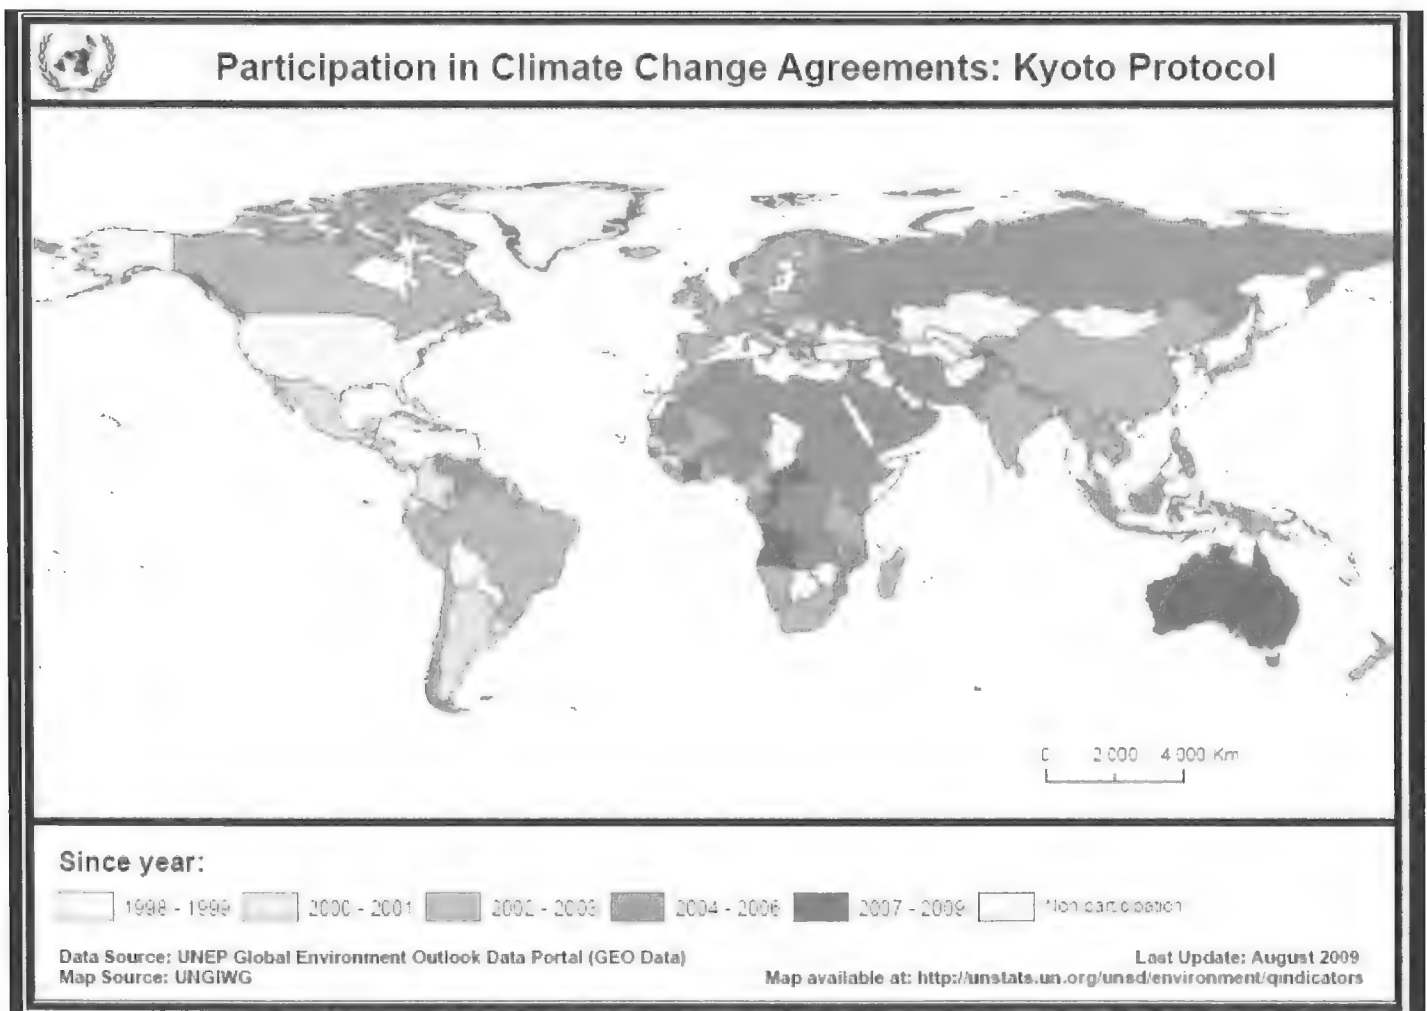 Participation in Climate Change Agreements: Kyoto Protocol
0 2 000 4 000 Km
Since year:
1998 - 1999 2000 - 2001 2002 - 2003 2004 - 2006 2007 - 2009 Non participation
Data Source: UNEP Global Environment Outlook Data Portal (GEO Data)
Last Update: August 2009
Map Source: UNGIWG
Map available at: http://unstats.un.org/unsd/environment/qindicators